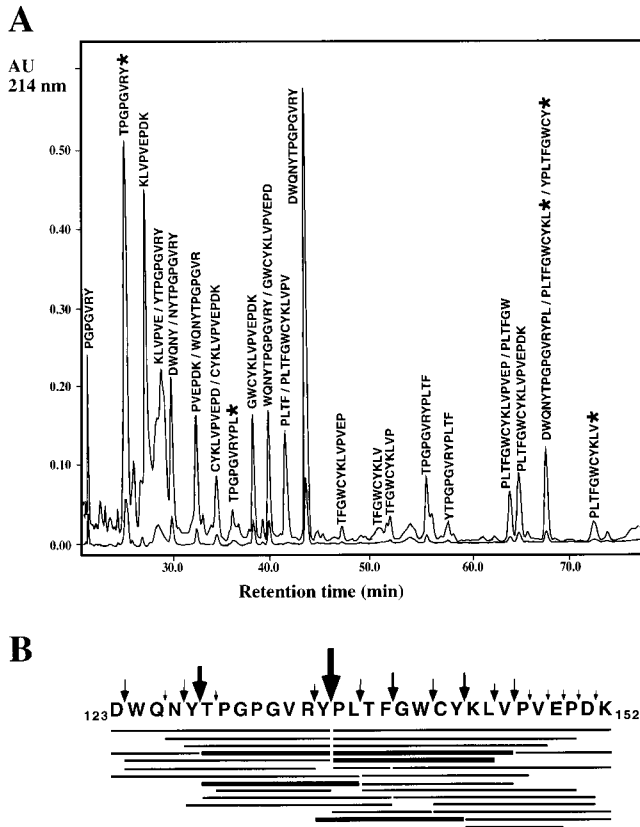 A
AU
214 nm
0.50
0.40
0.30
0.20
0.10
0.00
PGPGVRY
TPGPGVRY*
KLVPVEPDK
KLVPVE / YTPGPGVRY
DWQNY / NYTPGPGVRY
PVEPDK / WQNYTPGPGVR
CYKLVPVEPD / CYKLVPVEPDK
TPGPGVRYPL*
GWCYKLVPVEPDK
WQNYTPGPGVRY / GWCYKLVPVEPD
PLTF / PLTFGWCYKLVPV
DWQNYTPGPGVRY
TFGWCYKLVPVEP
TFGWCYKLV
TFGWCYKLVP
TPGPGVRYPLTF
YTPGPGVRYPLTF
PLTFGWCYKLVPVEP / PLTFGW
PLTFGWCYKLVPVEPDK
DWQNYTPGPGVRYPL / PLTFGWCYKL* / YPLTFGWCY*
PLTFGWCYKLV*
30.0 40.0 50.0 60.0 70.0
Retention time (min)
B
123DWQNYTPGPGVRYPLTFGWCYKLVPVEPDK152